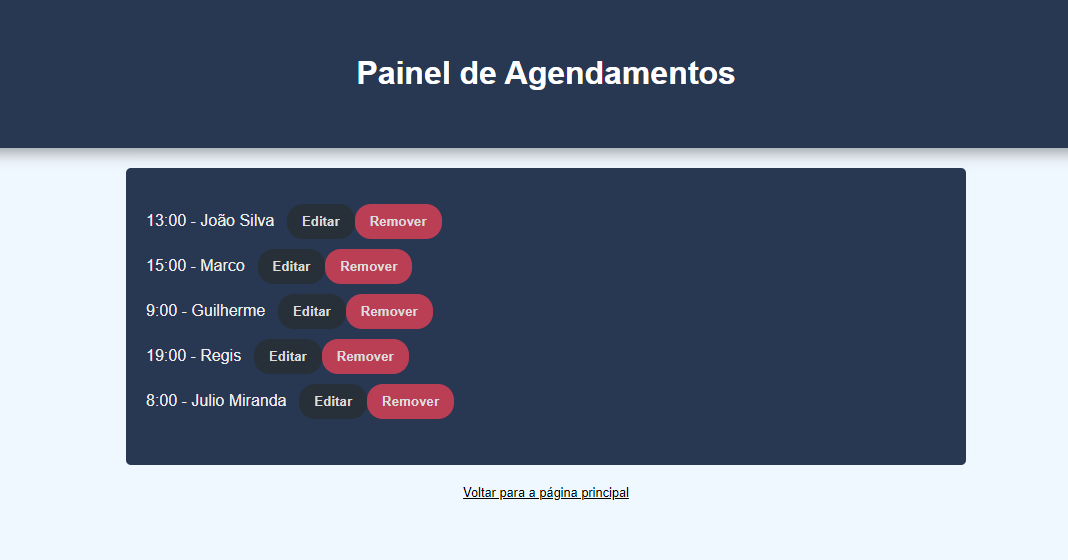 Painel de Agendamentos
13:00 - João Silva Editar Remover
15:00 - Marco Editar Remover
9:00 - Guilherme Editar Remover
19:00 - Regis Editar Remover
8:00 - Julio Miranda Editar Remover
Voltar para a página principal